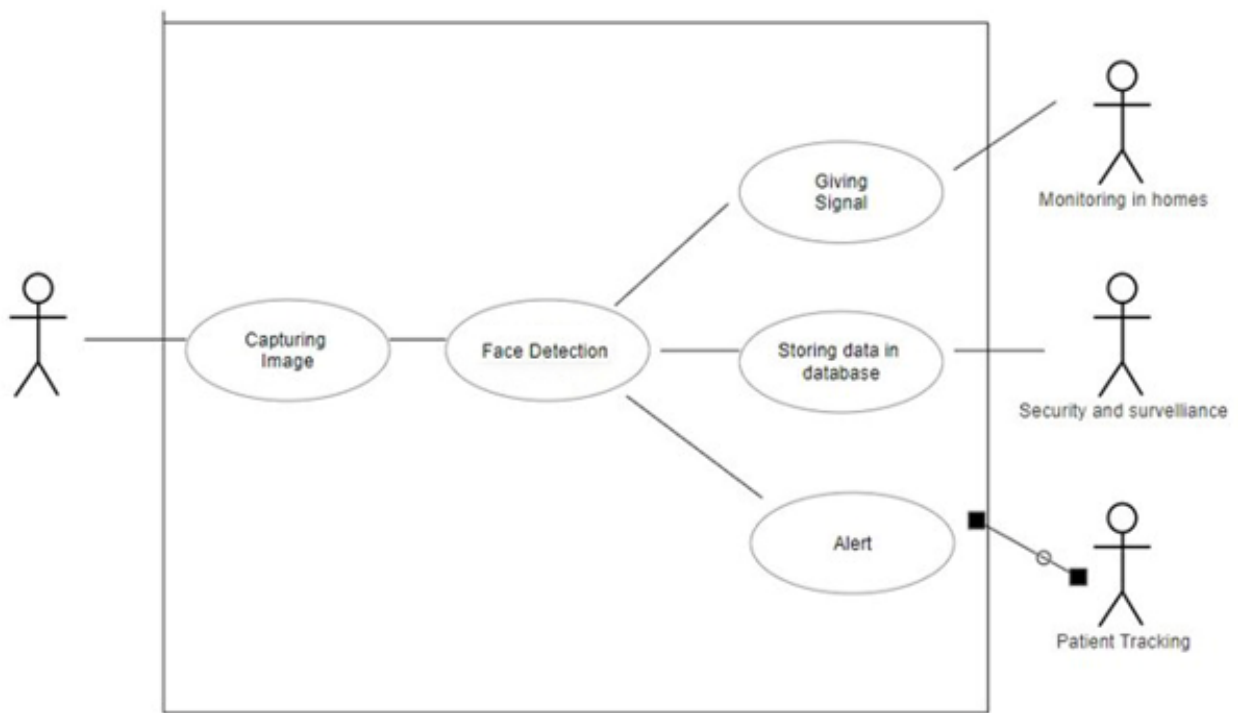 Capturing
Image
Face Detection
Giving
Signal
Storing data in
database
Alert
Monitoring in homes
Security and survelliance
Patient Tracking